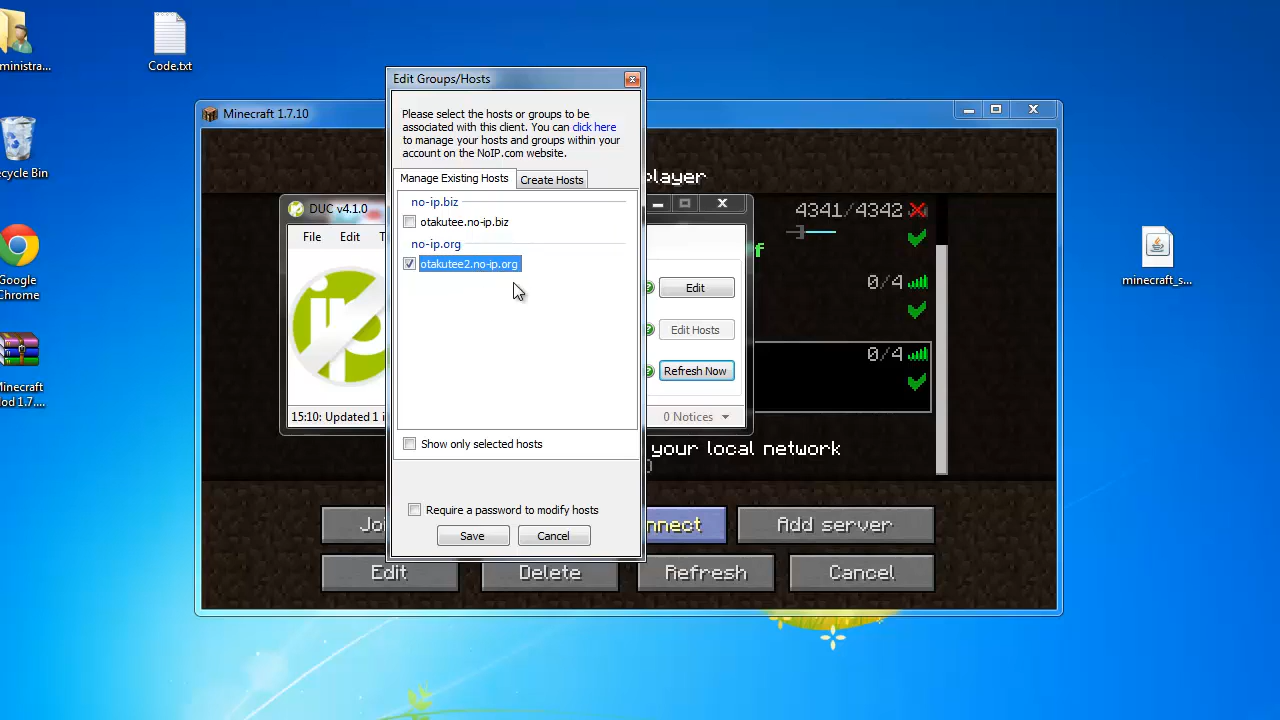 ministra...
Code.txt
ecycle Bin
Google
Chrome
Minecraft
Mod 1.7....
minecraft_s...
Minecraft 1.7.10
player
4341/4342
f
0/4
0/4
your local network
Add server
Edit
Delete
Refresh
Cancel
DUC v4.1.0
File
Edit
T
ip
Edit
Edit Hosts
Refresh Now
15:10: Updated 1
0 Notices
Edit Groups/Hosts
Please select the hosts or groups to be
associated with this client. You can click here
to manage your hosts and groups within your
account on the NoIP.com website.
Manage Existing Hosts
Create Hosts
no-ip.biz
otakutee.no-ip.biz
no-ip.org
otakutee2.no-ip.org
Show only selected hosts
Require a password to modify hosts
Save
Cancel